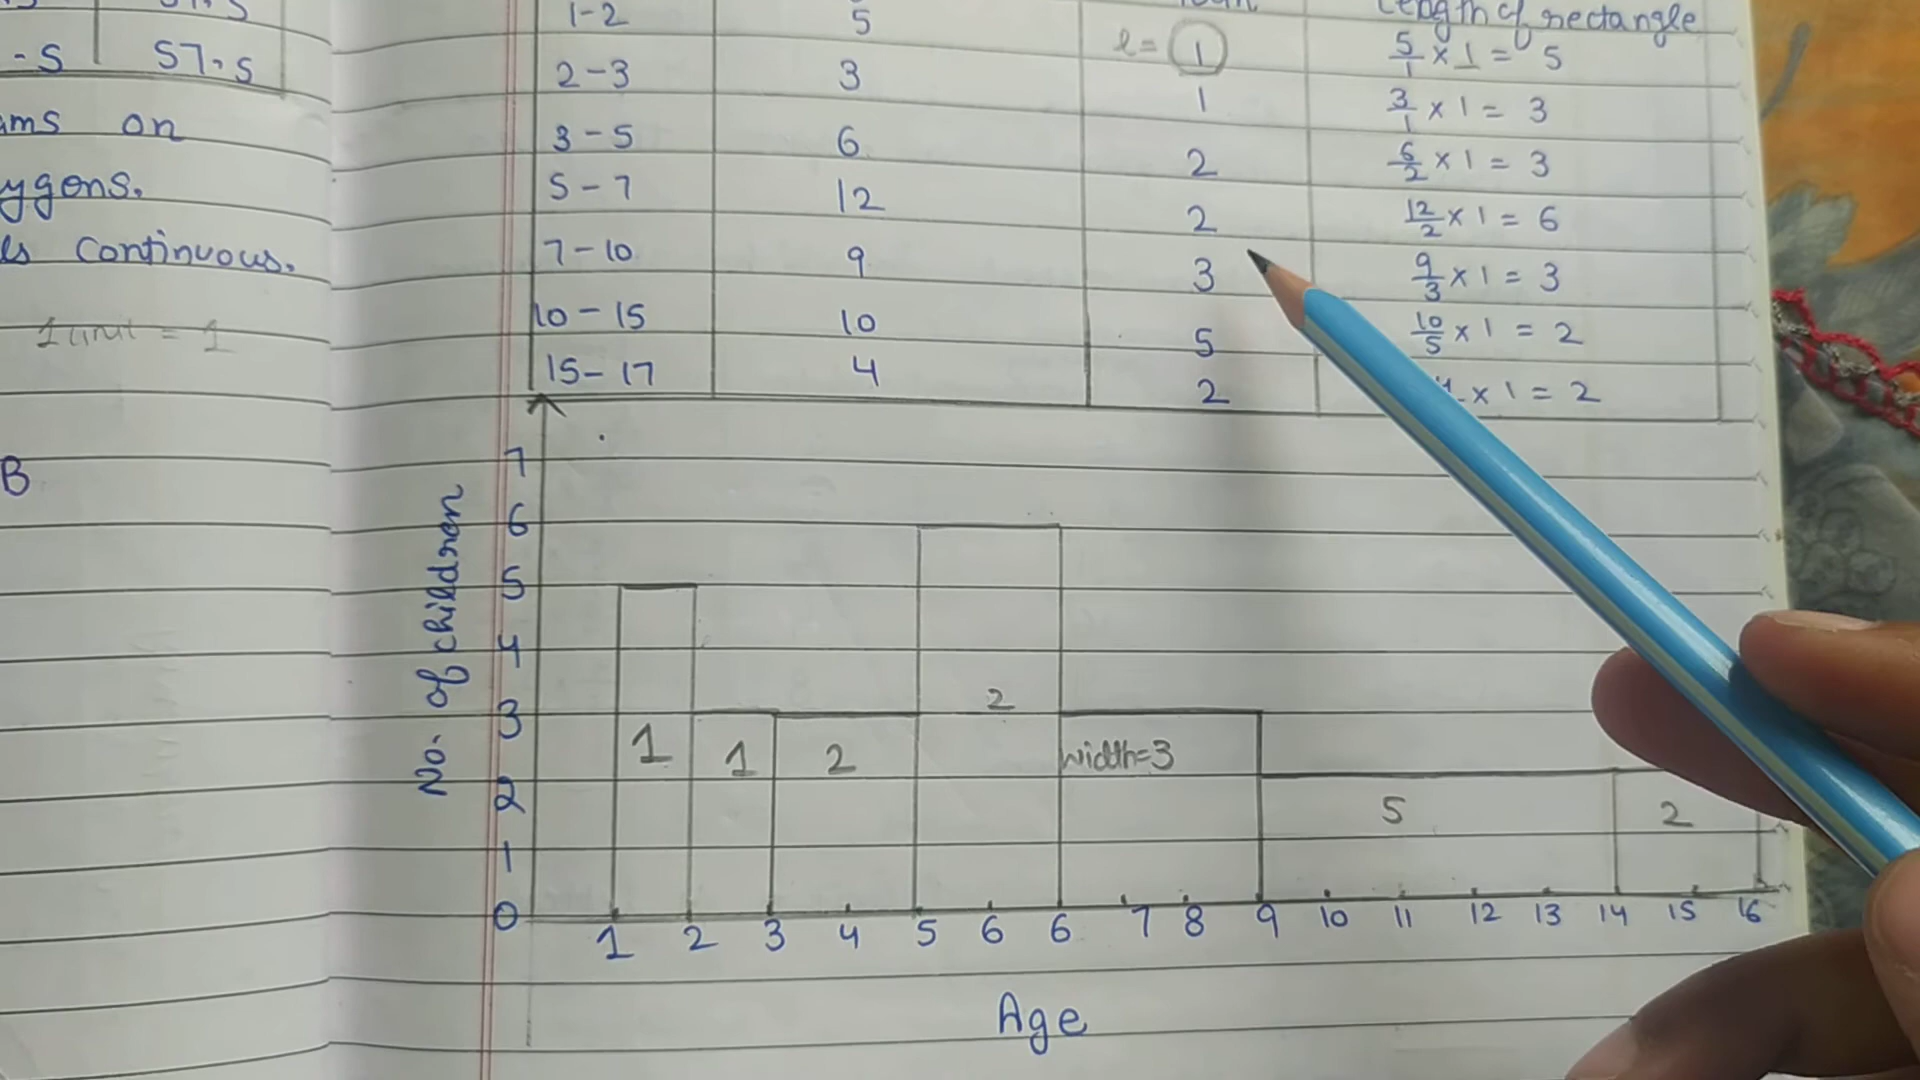 -5 57.5
on
ygons.
Continuous.
1 unit = 1
B
length of rectangle
1-2 5 l= 1 5/1 × 1 = 5
2-3 3 1 3/1 × 1 = 3
3-5 6 2 6/2 × 1 = 3
5-7 12 2 12/2 × 1 = 6
7-10 9 3 9/3 × 1 = 3
10-15 10 5 10/5 × 1 = 2
15-17 4 2 × 1 = 2
No. of children
7
6
5
4
3
2
1
0
1 1 2 2 width=3 5 2
1 2 3 4 5 6 6 7 8 9 10 11 12 13 14 15 16
Age